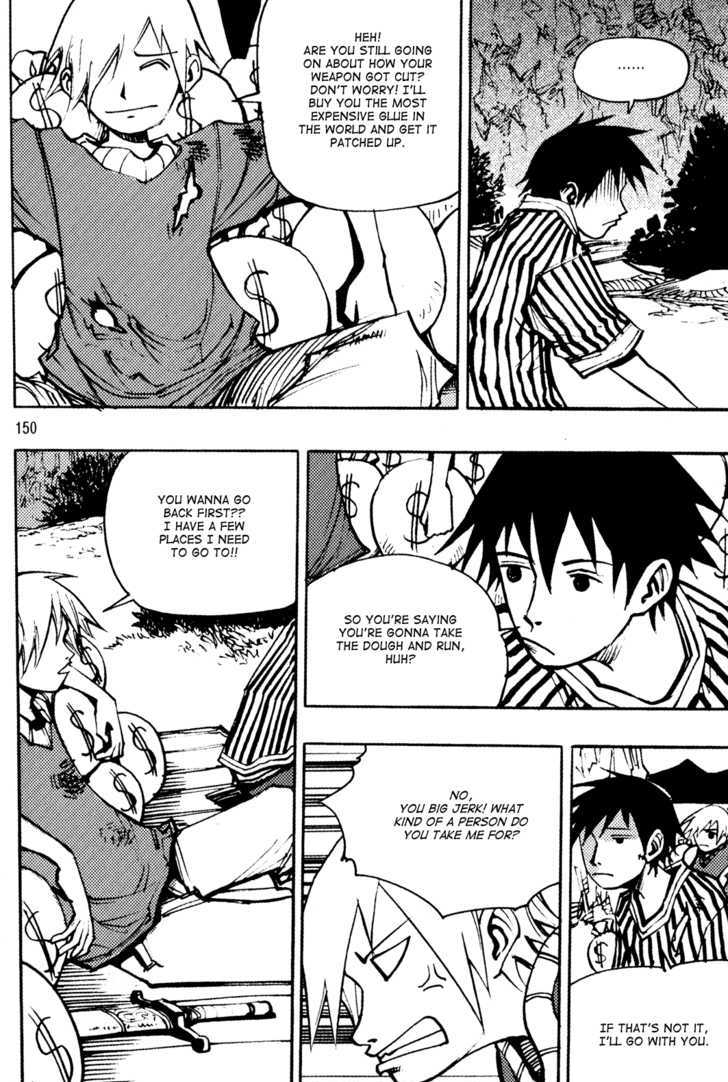 HEH!
ARE YOU STILL GOING
ON ABOUT HOW YOUR
WEAPON GOT CUT?
DON'T WORRY! I'LL
BUY YOU THE MOST
EXPENSIVE GLUE IN
THE WORLD AND GET IT
PATCHED UP.
......
$
$
150
YOU WANNA GO
BACK FIRST??
I HAVE A FEW
PLACES I NEED
TO GO TO!!
SO YOU'RE SAYING
YOU'RE GONNA TAKE
THE DOUGH AND RUN,
HUH?
$
$
$
$
NO,
YOU BIG JERK! WHAT
KIND OF A PERSON DO
YOU TAKE ME FOR?
$
IF THAT'S NOT IT,
I'LL GO WITH YOU.